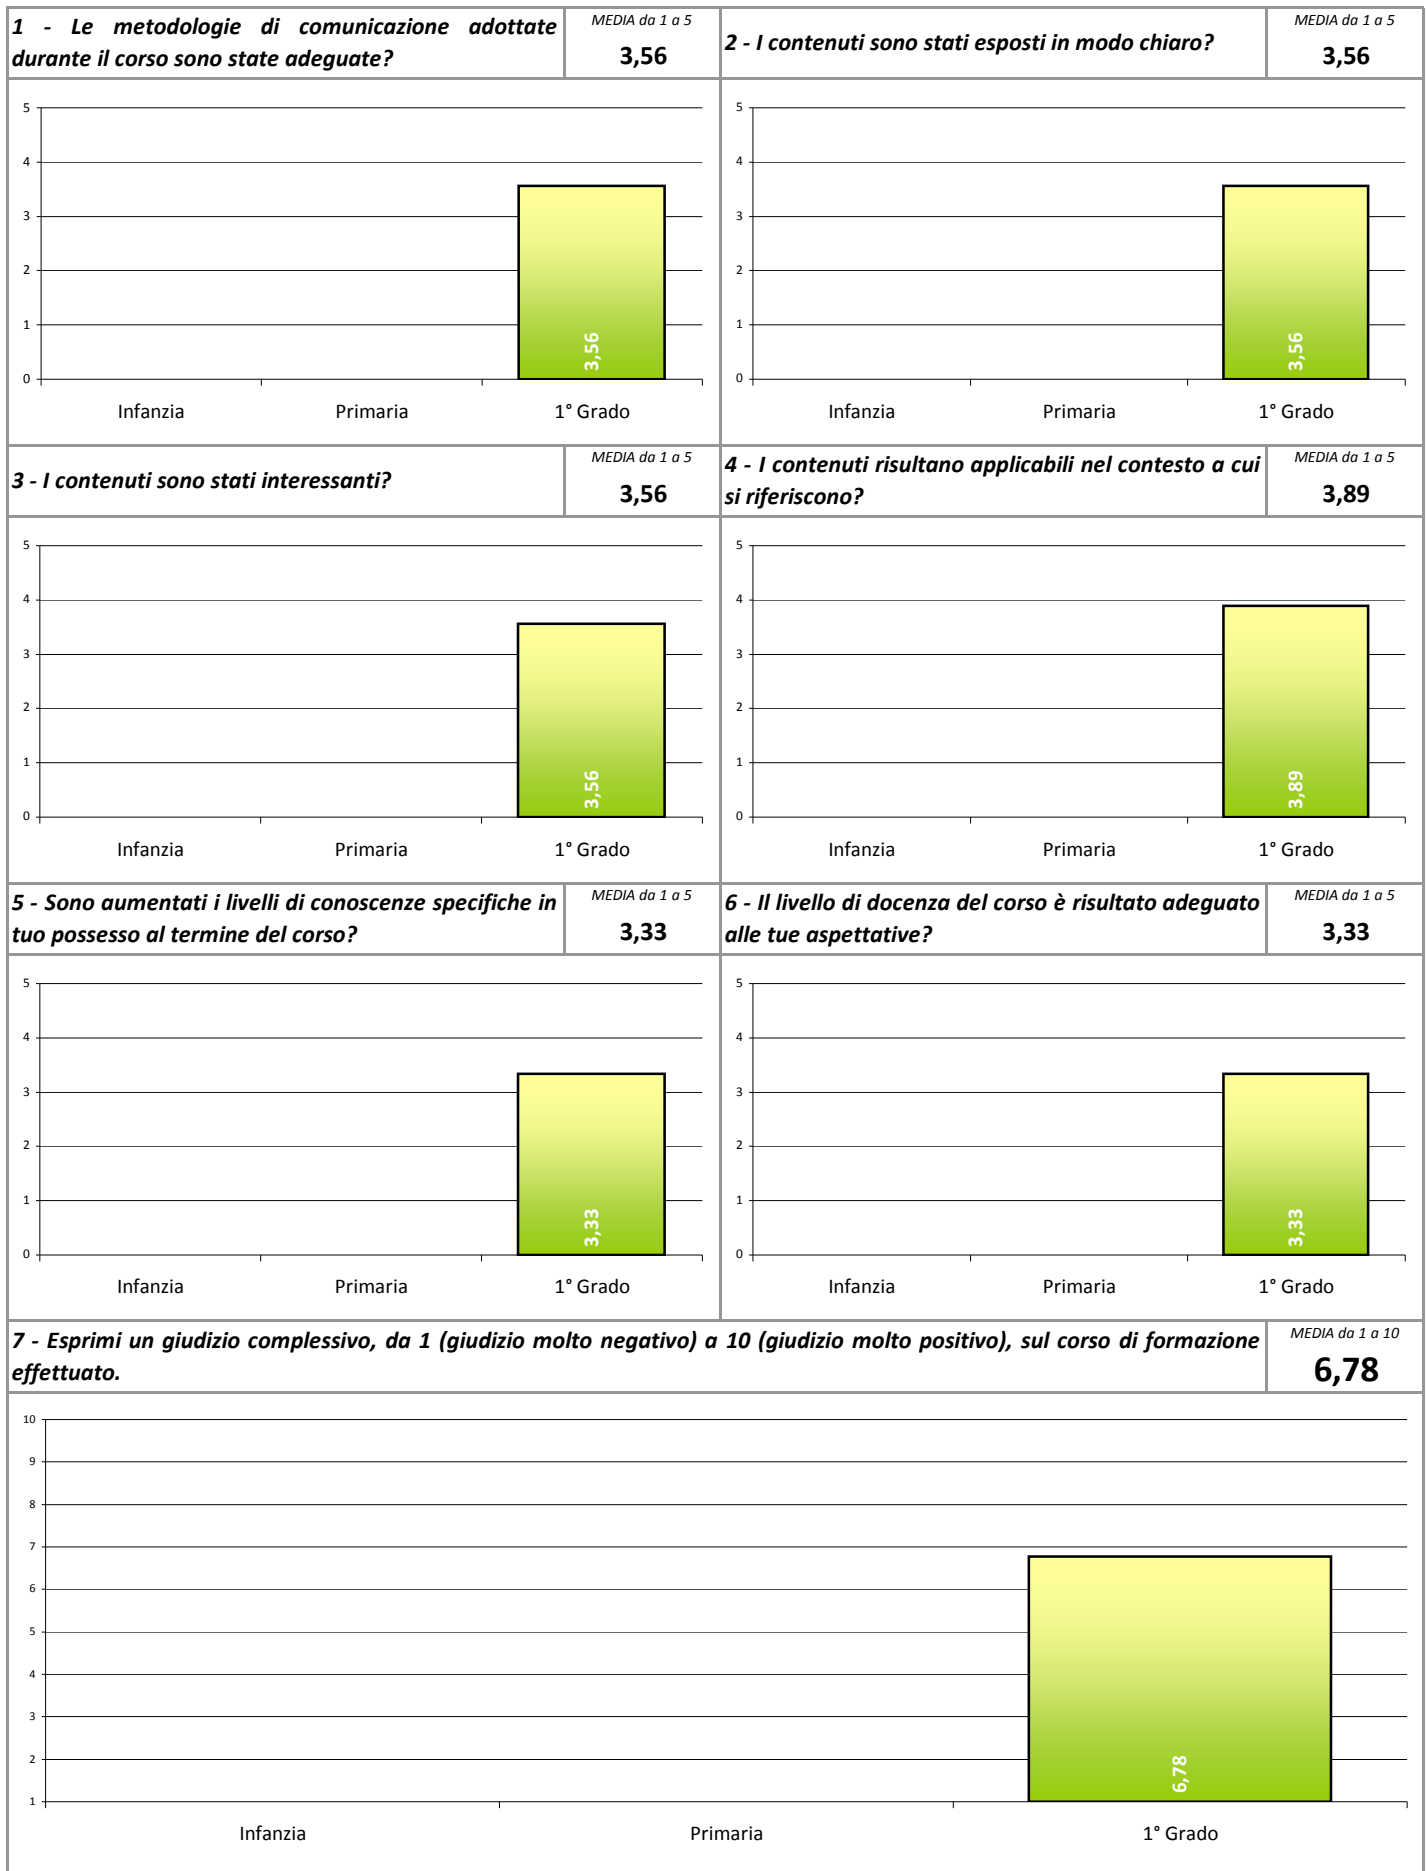 1 - Le metodologie di comunicazione adottate
durante il corso sono state adeguate?
MEDIA da 1 a 5
3,56
2 - I contenuti sono stati esposti in modo chiaro?
MEDIA da 1 a 5
3,56
5
4
3
2
1
0
3,56
Infanzia
Primaria
1° Grado
5
4
3
2
1
0
3,56
Infanzia
Primaria
1° Grado
3 - I contenuti sono stati interessanti?
MEDIA da 1 a 5
3,56
4 - I contenuti risultano applicabili nel contesto a cui
si riferiscono?
MEDIA da 1 a 5
3,89
5
4
3
2
1
0
3,56
Infanzia
Primaria
1° Grado
5
4
3
2
1
0
3,89
Infanzia
Primaria
1° Grado
5 - Sono aumentati i livelli di conoscenze specifiche in
tuo possesso al termine del corso?
MEDIA da 1 a 5
3,33
6 - Il livello di docenza del corso è risultato adeguato
alle tue aspettative?
MEDIA da 1 a 5
3,33
5
4
3
2
1
0
3,33
Infanzia
Primaria
1° Grado
5
4
3
2
1
0
3,33
Infanzia
Primaria
1° Grado
7 - Esprimi un giudizio complessivo, da 1 (giudizio molto negativo) a 10 (giudizio molto positivo), sul corso di formazione
effettuato.
MEDIA da 1 a 10
6,78
10
9
8
7
6
5
4
3
2
1
6,78
Infanzia
Primaria
1° Grado